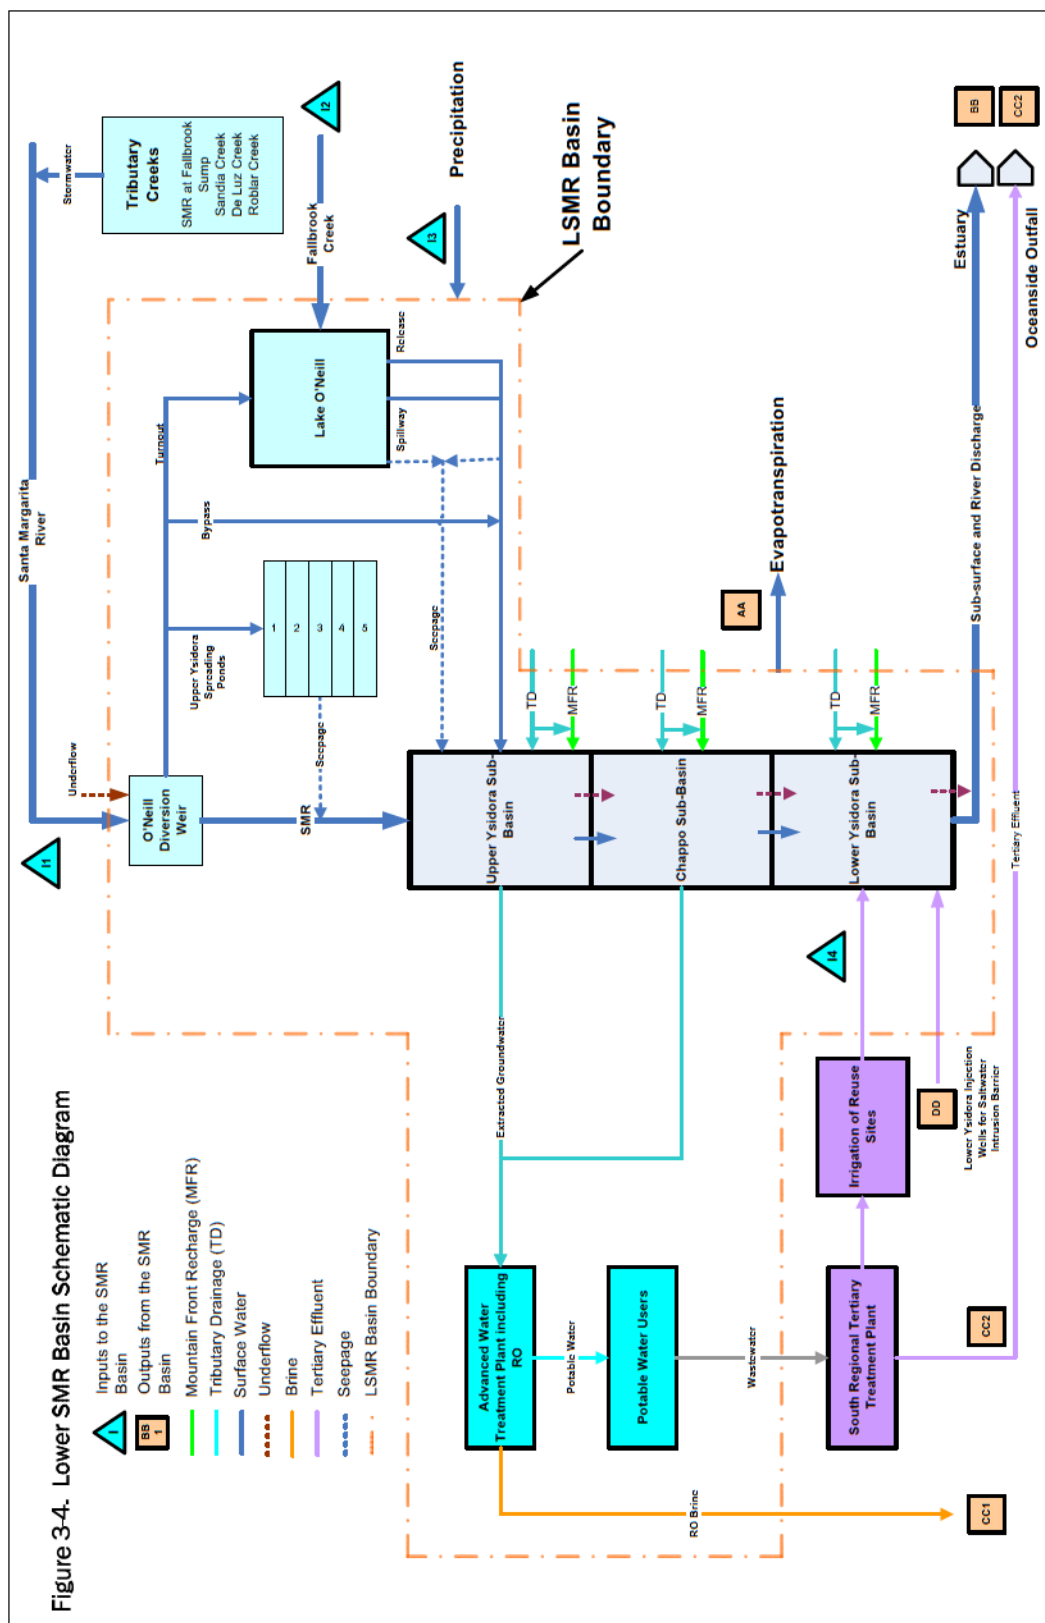 Figure 3-4. Lower SMR Basin Schematic Diagram
I
Inputs to the SMR
Basin
BB
1
Outputs from the SMR
Basin
Mountain Front Recharge (MFR)
Tributary Drainage (TD)
Surface Water
Underflow
Brine
Tertiary Effluent
Seepage
LSMR Basin Boundary
I1
Santa Margarita
River
Stormwater
Tributary
Creeks
SMR at Fallbrook
Sump
Sandia Creek
De Luz Creek
Roblar Creek
Underflow
O'Neill
Diversion
Weir
Turnout
Upper Ysidora
Spreading
Ponds
1
2
3
4
5
Bypass
Lake O'Neill
Fallbrook
Creek
I2
Seepage
SMR
Spillway
Release
Seepage
I3
Precipitation
LSMR Basin
Boundary
Upper Ysidora Sub-
Basin
TD
MFR
Chappo Sub-Basin
TD
MFR
Lower Ysidora Sub-
Basin
TD
MFR
AA
Evapotranspiration
Extracted Groundwater
Advanced Water
Treatment Plant including
RO
Potable Water
Potable Water Users
Wastewater
South Regional Tertiary
Treatment Plant
Irrigation of Reuse
Sites
I4
DD
Lower Ysidora Injection
Wells for Saltwater
Intrusion Barrier
RO Brine
CC1
CC2
Tertiary Effluent
Sub-surface and River Discharge
Estuary
BB
Oceanside Outfall
CC2